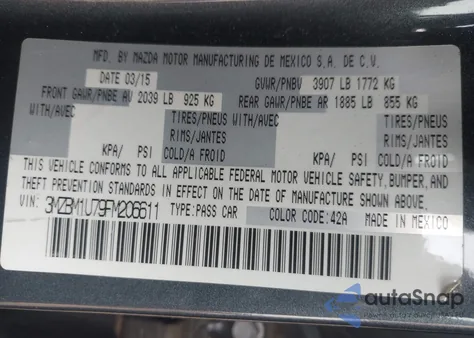 MFD. BY MAZDA MOTOR MANUFACTURING DE MEXICO S.A. DE C.V.
DATE 03/15 GVWR/PNBV 3907 LB 1772 KG
FRONT GAWR/PNBE AV 2039 LB 925 KG REAR GAWR/PNBE AR 1885 LB 855 KG
WITH/AVEC TIRES/PNEUS WITH/AVEC TIRES/PNEUS
RIMS/JANTES RIMS/JANTES
KPA/ PSI COLD/A FROID KPA/ PSI COLD/A FROID
THIS VEHICLE CONFORMS TO ALL APPLICABLE FEDERAL MOTOR VEHICLE SAFETY, BUMPER, AND
THEFT PREVENTION STANDARDS IN EFFECT ON THE DATE OF MANUFACTURE SHOWN ABOVE.
VIN: 3MZBM1U79FM206511 TYPE:PASS CAR COLOR CODE:42A MADE IN MEXICO
autoSnap